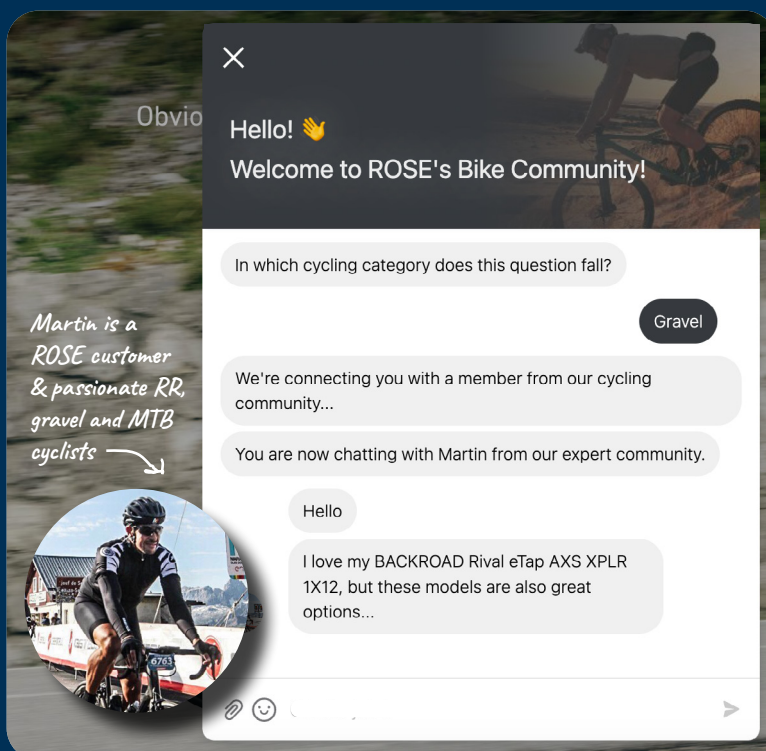 Obvio
Hello! 👋
Welcome to ROSE's Bike Community!
In which cycling category does this question fall?
Gravel
We're connecting you with a member from our cycling
community...
You are now chatting with Martin from our expert community.
Hello
I love my BACKROAD Rival eTap AXS XPLR
1X12, but these models are also great
options...
Martin is a
ROSE customer
& passionate RR,
gravel and MTB
cyclists
6763